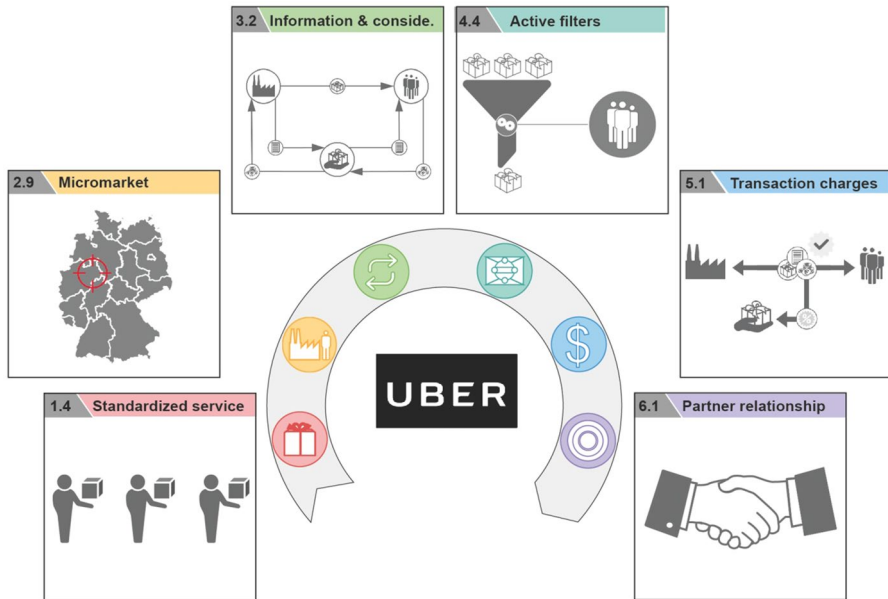 3.2 Information & conside.
4.4 Active filters
2.9 Micromarket
5.1 Transaction charges
$
UBER
1.4 Standardized service
6.1 Partner relationship